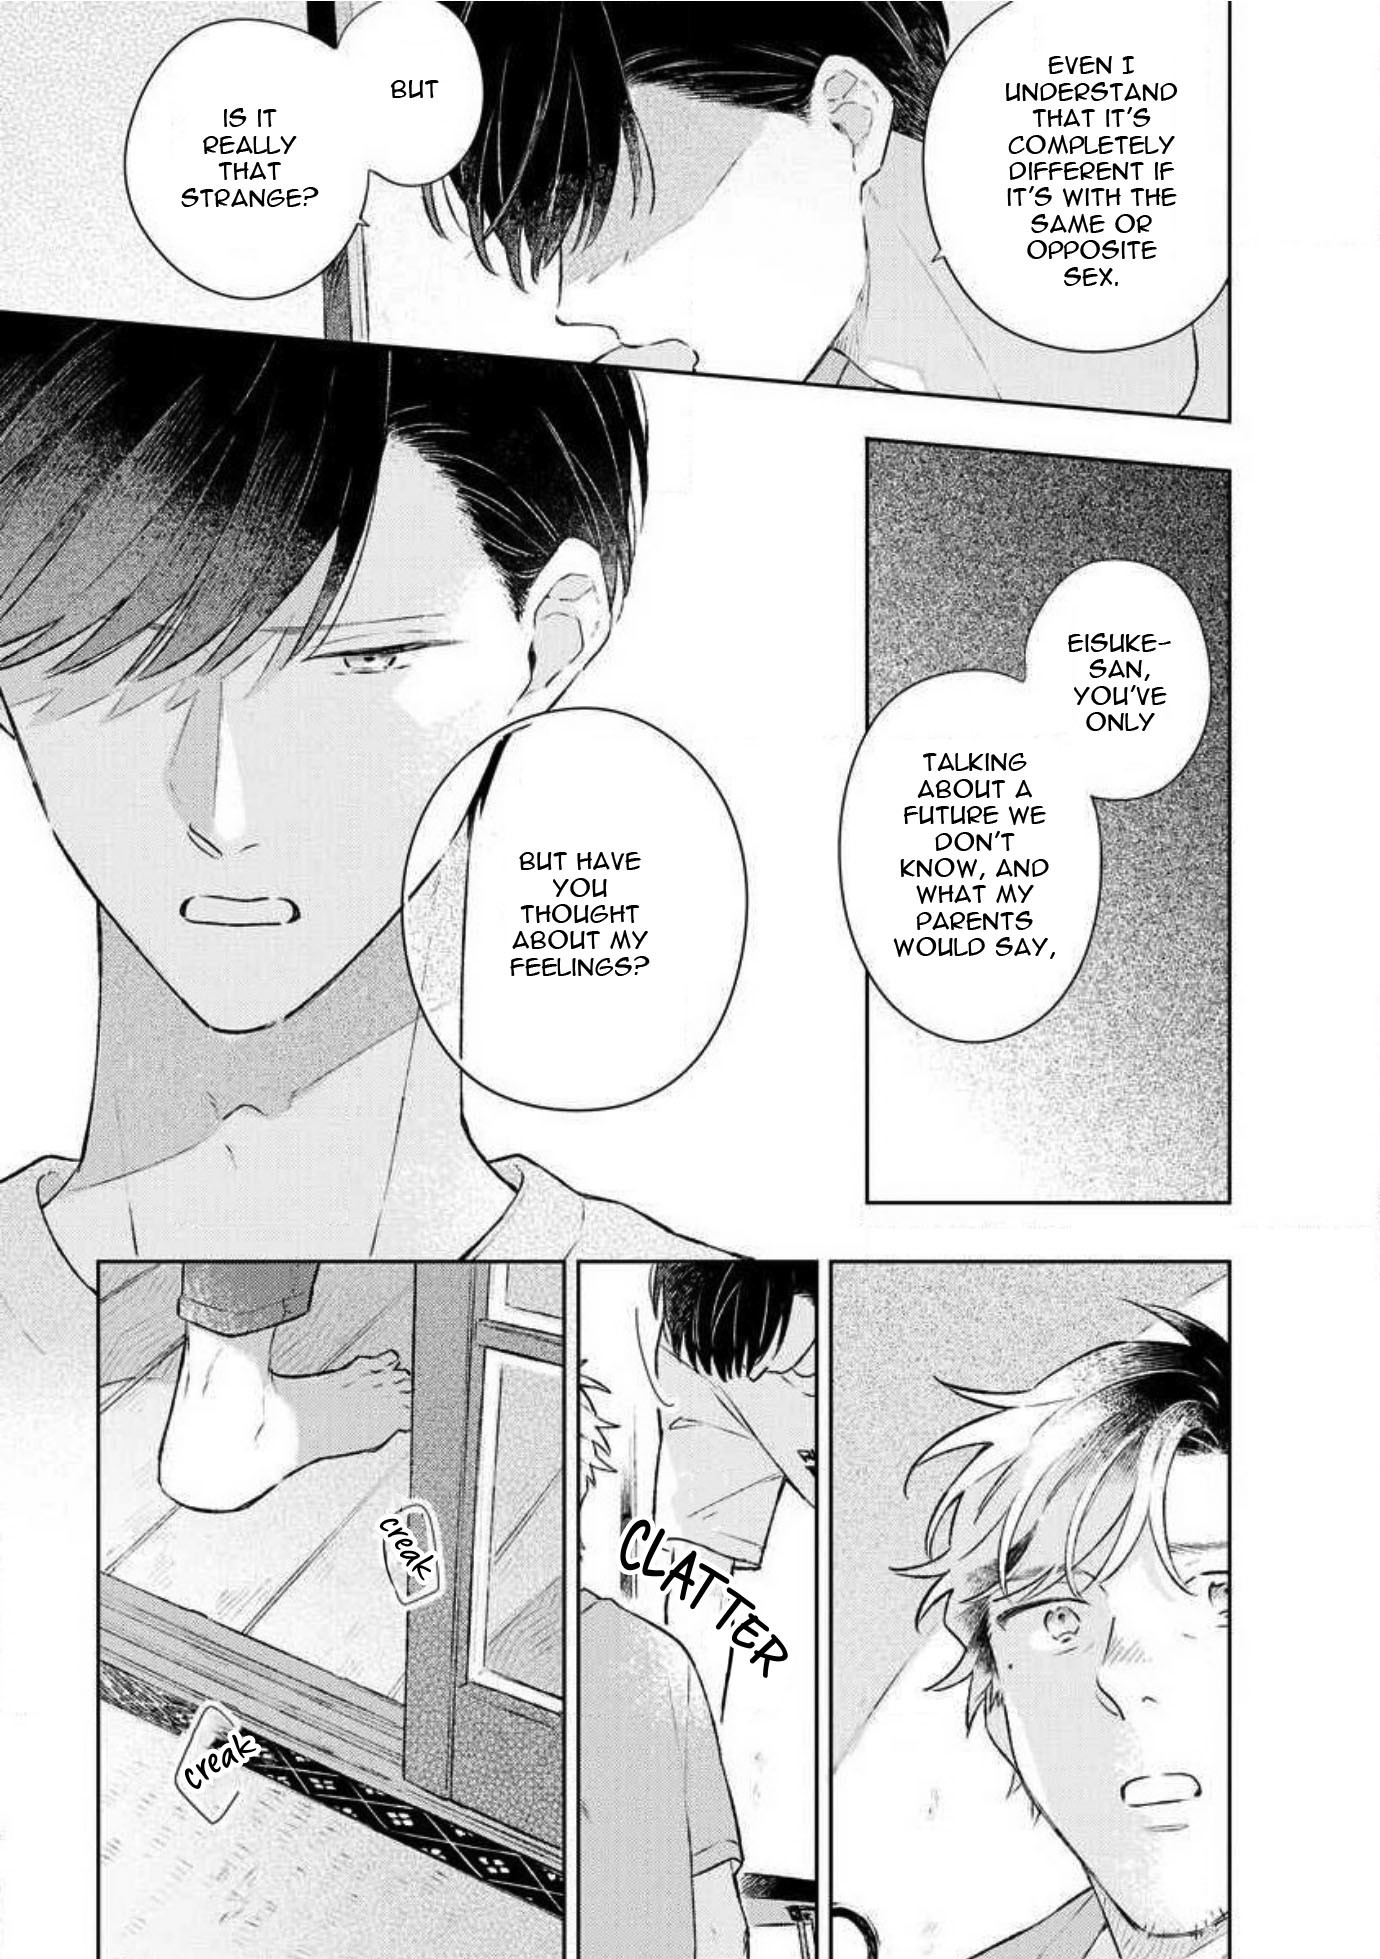 EVEN I
UNDERSTAND
THAT IT'S
COMPLETELY
DIFFERENT IF
IT'S WITH THE
SAME OR
OPPOSITE
SEX.
BUT
IS IT
REALLY
THAT
STRANGE?
EISUKE-
SAN,
YOU'VE
ONLY
TALKING
ABOUT A
FUTURE WE
DON'T
KNOW, AND
WHAT MY
PARENTS
WOULD SAY,
BUT HAVE
YOU
THOUGHT
ABOUT MY
FEELINGS?
CLATTER
creak
creak